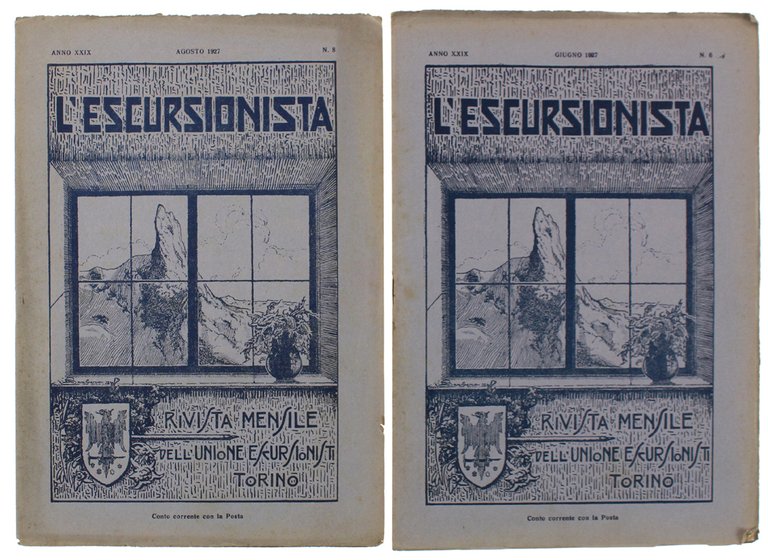 ANNO XXIX AGOSTO 1927 N. 8
L'ESCURSIONISTA
RIVISTA MENSILE
DELL'UNIONE ESCURSIONISTI
TORINO
Conto corrente con la Posta
ANNO XXIX GIUGNO 1927 N. 6
L'ESCURSIONISTA
RIVISTA MENSILE
DELL'UNIONE ESCURSIONISTI
TORINO
Conto corrente con la Posta